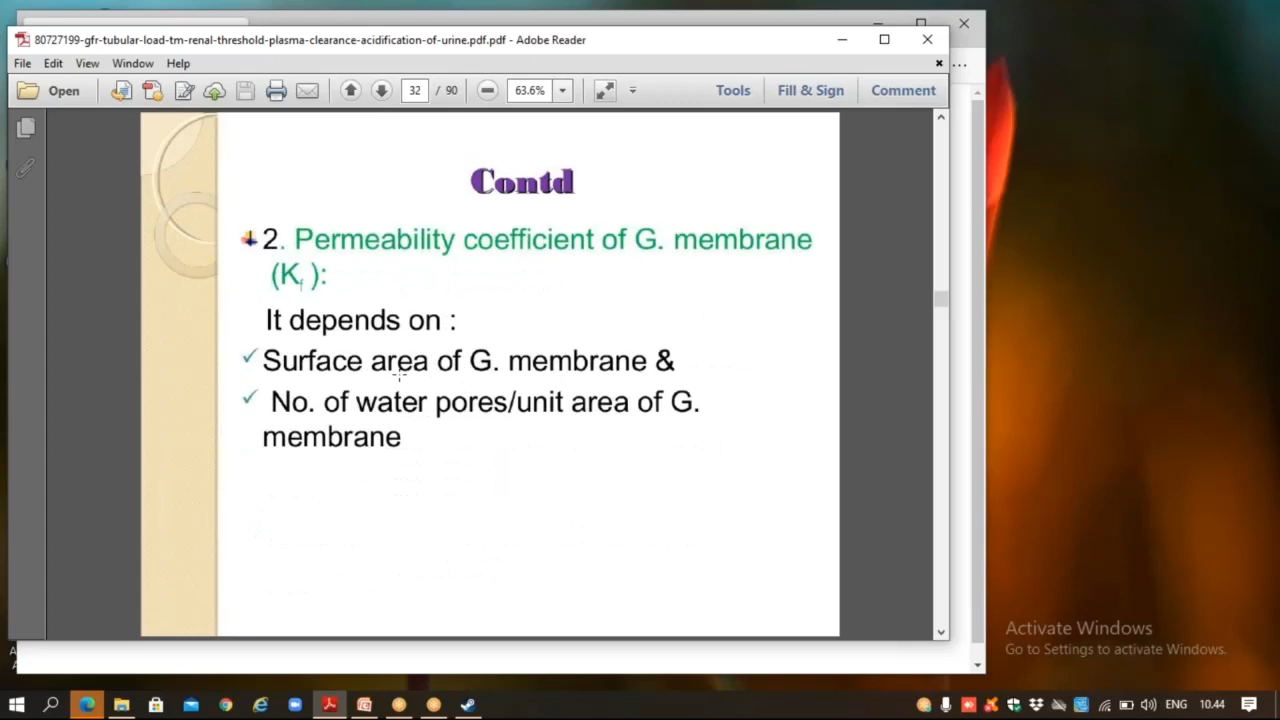 80727199-gfr-tubular-load-tm-renal-threshold-plasma-clearance-acidification-of-urine.pdf.pdf - Adobe Reader
File Edit View Window Help
Open 32 / 90 63.6% Tools Fill & Sign Comment
Contd
2. Permeability coefficient of G. membrane
(Kf ):
It depends on :
Surface area of G. membrane &
No. of water pores/unit area of G.
membrane
Activate Windows
Go to Settings to activate Windows.
ENG 10.44